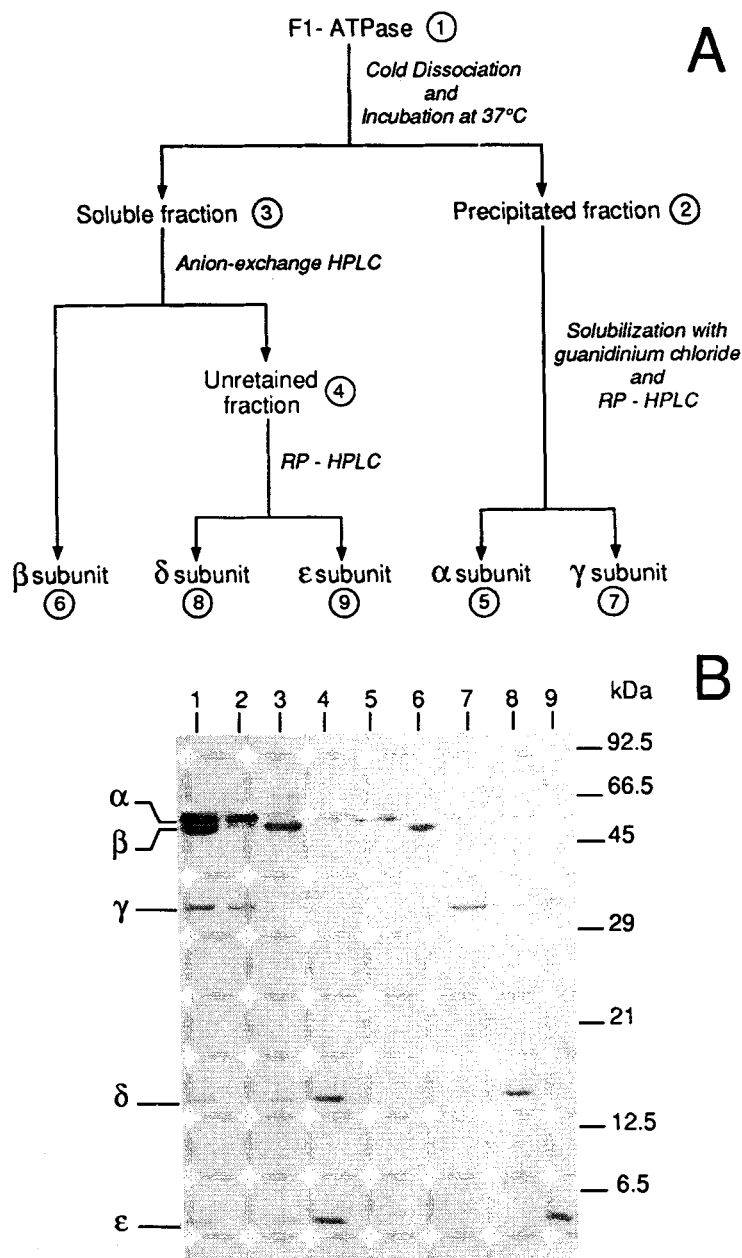 A
F1- ATPase ①
Cold Dissociation
and
Incubation at 37°C
Soluble fraction ③
Precipitated fraction ②
Anion-exchange HPLC
Solubilization with
guanidinium chloride
and
RP - HPLC
Unretained
fraction ④
RP - HPLC
β subunit
⑥
δ subunit
⑧
ε subunit
⑨
α subunit
⑤
γ subunit
⑦
B
1 2 3 4 5 6 7 8 9 kDa
92.5
66.5
α
β
45
γ
29
21
δ
12.5
6.5
ε